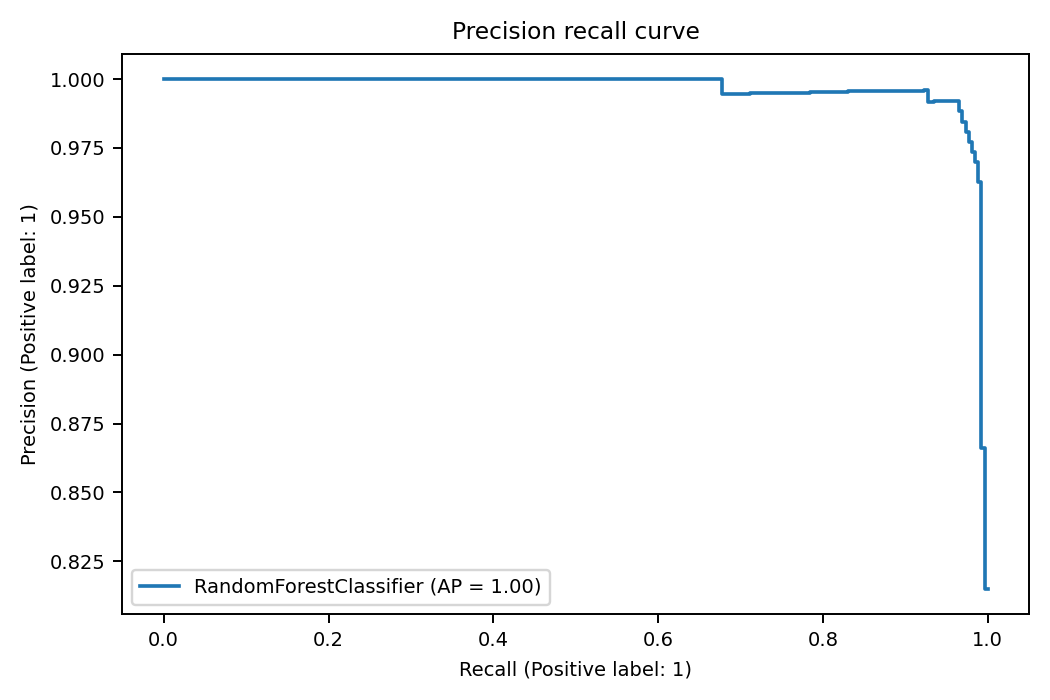 Precision recall curve
1.000
0.975
0.950
0.925
0.900
0.875
0.850
0.825
Precision (Positive label: 1)
RandomForestClassifier (AP = 1.00)
0.0 0.2 0.4 0.6 0.8 1.0
Recall (Positive label: 1)